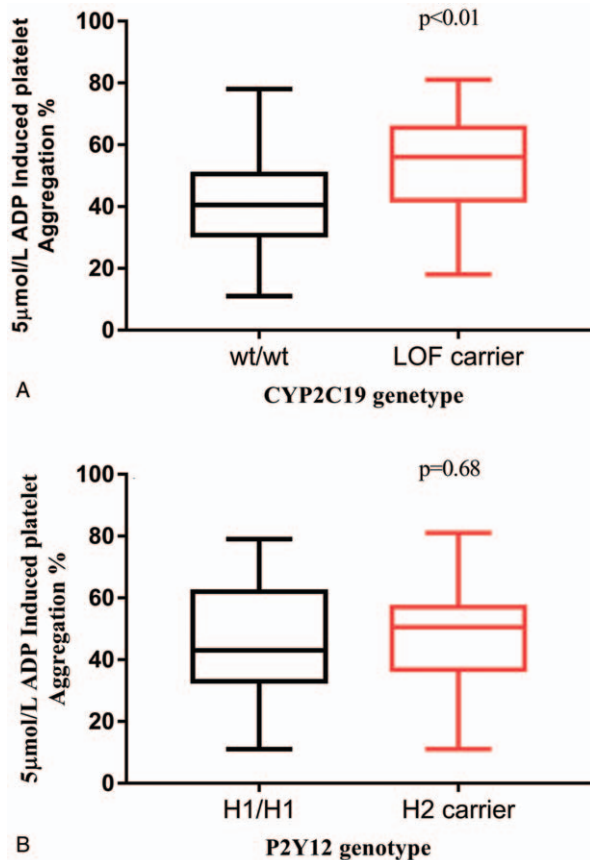 p<0.01
100
80
60
40
20
0
5μmol/L ADP Induced platelet
Aggregation %
wt/wt LOF carrier
A CYP2C19 genetype
p=0.68
100
80
60
40
20
0
5μmol/L ADP Induced platelet
Aggregation %
H1/H1 H2 carrier
B P2Y12 genotype